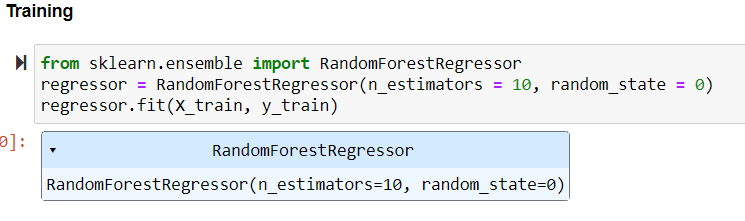 Training
from sklearn.ensemble import RandomForestRegressor
regressor = RandomForestRegressor(n_estimators = 10, random_state = 0)
regressor.fit(X_train, y_train)
0]:
RandomForestRegressor
RandomForestRegressor(n_estimators=10, random_state=0)